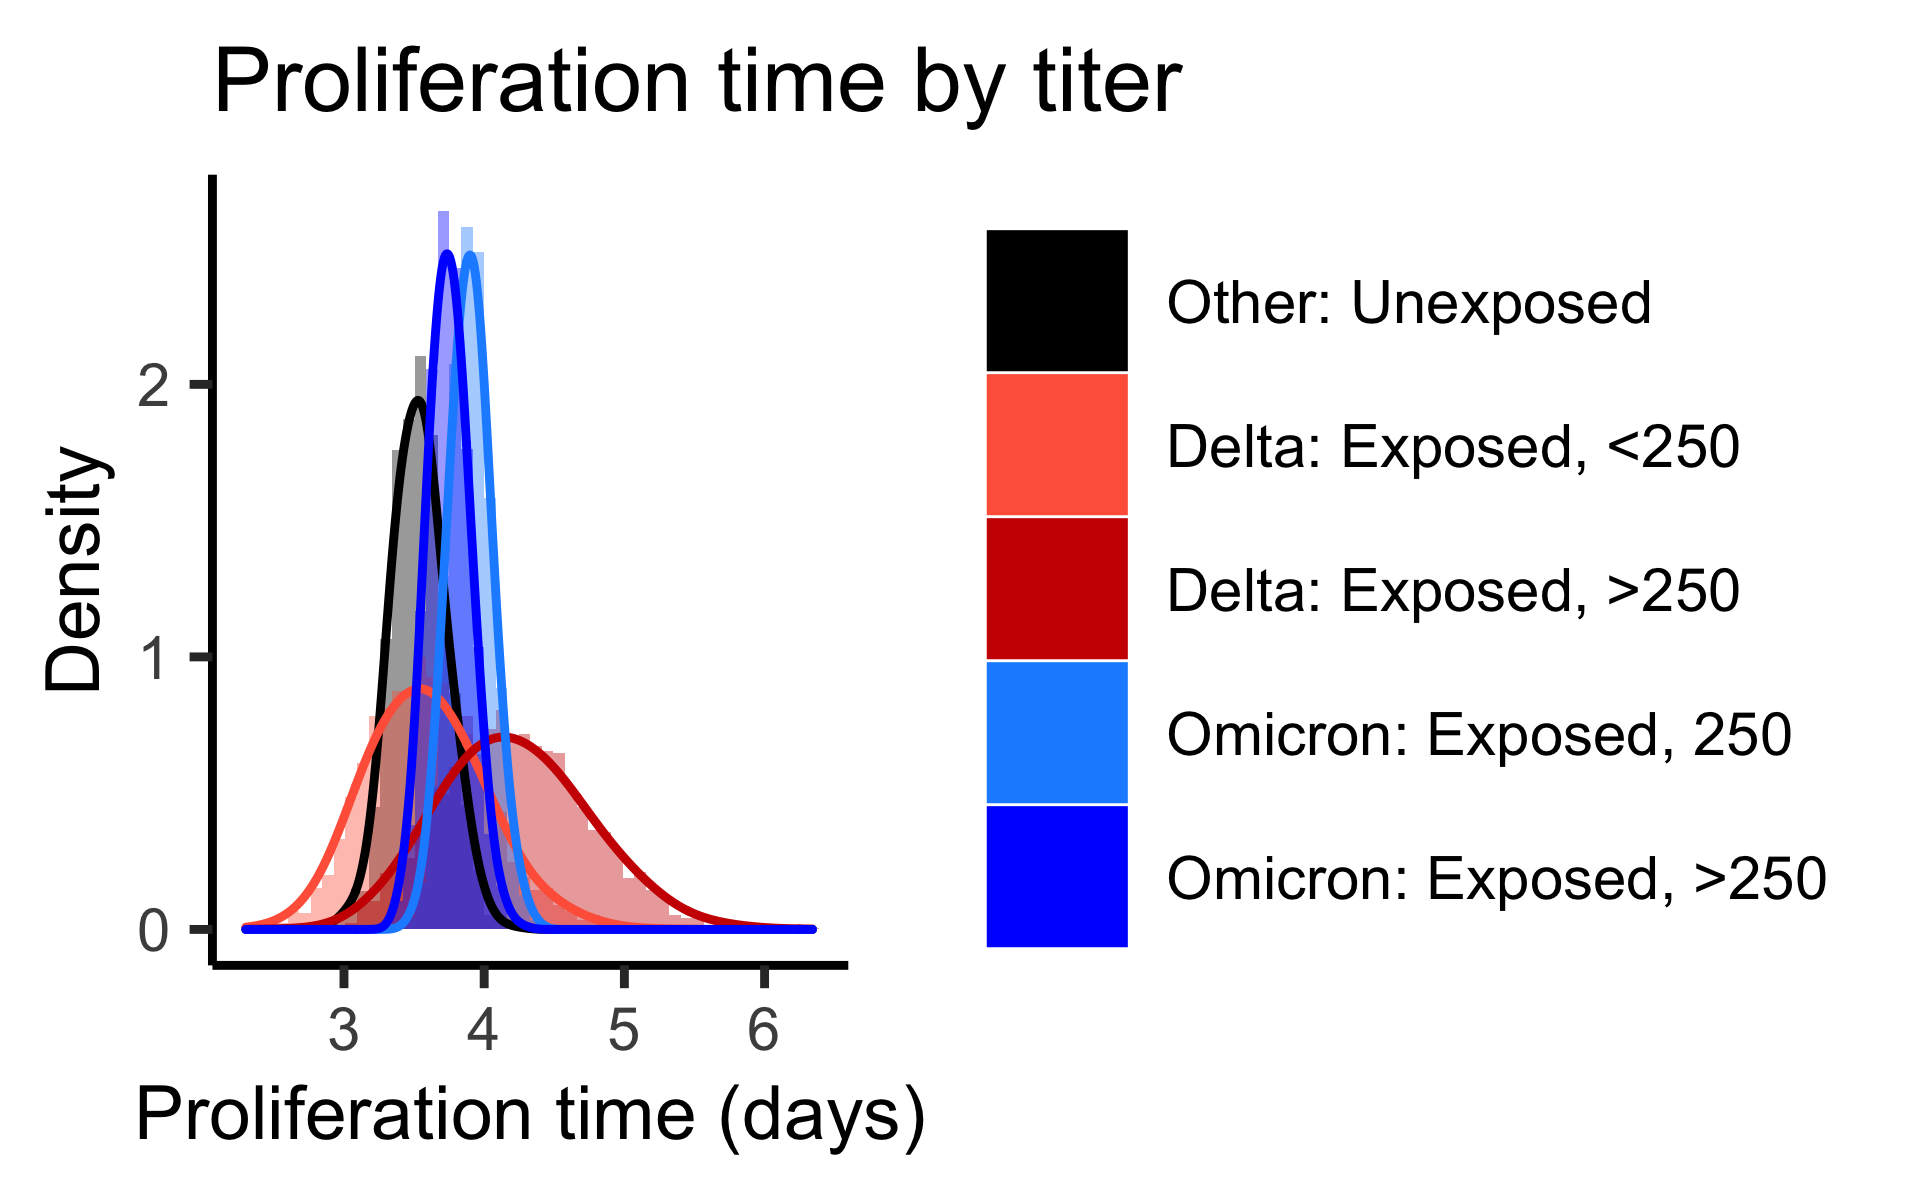 Proliferation time by titer
Density
2
1
0
3 4 5 6
Proliferation time (days)
Other: Unexposed
Delta: Exposed, <250
Delta: Exposed, >250
Omicron: Exposed, 250
Omicron: Exposed, >250